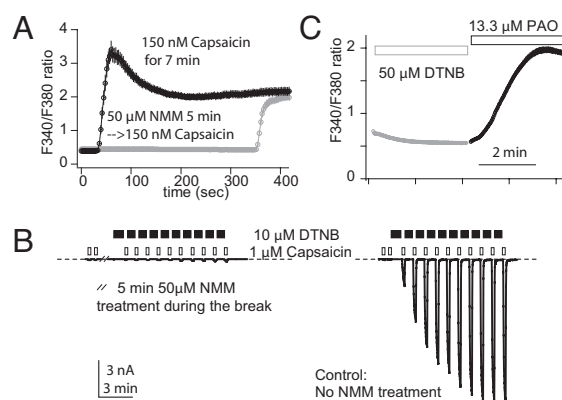 A
4
3
2
1
0
F340/F380 ratio
150 nM Capsaicin
for 7 min
50 µM NMM 5 min
-->150 nM Capsaicin
0 100 200 300 400
time (sec)
C
13.3 µM PAO
2
1
0
F340/F380 ratio
50 µM DTNB
2 min
B
10 µM DTNB
1 µM Capsaicin
// 5 min 50µM NMM
treatment during the break
3 nA
3 min
Control:
No NMM treatment